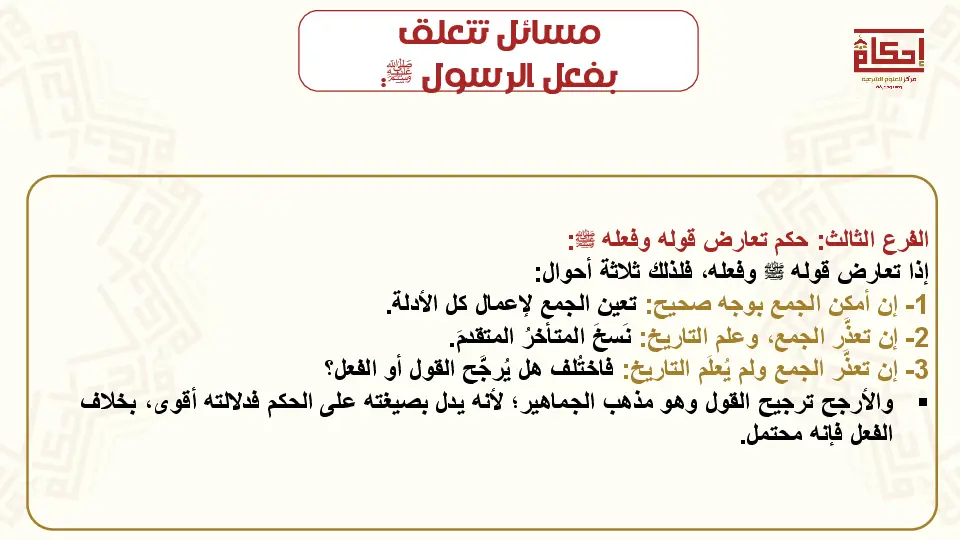 مسائل تتعلق
بفعل الرسول ﷺ:
إحكام
مركز للعلوم الشرعية
الفرع الثالث: حكم تعارض قوله وفعله ﷺ:
إذا تعارض قوله ﷺ وفعله، فلذلك ثلاثة أحوال:
1- إن أمكن الجمع بوجه صحيح: تعين الجمع لإعمال كل الأدلة.
2- إن تعذَّر الجمع، وعلم التاريخ: نَسخَ المتأخرُ المتقدمَ.
3- إن تعذَّر الجمع ولم يُعلَم التاريخ: فاختُلف هل يُرجَّح القول أو الفعل؟
▪ والأرجح ترجيح القول وهو مذهب الجماهير؛ لأنه يدل بصيغته على الحكم فدلالته أقوى، بخلاف
الفعل فإنه محتمل.